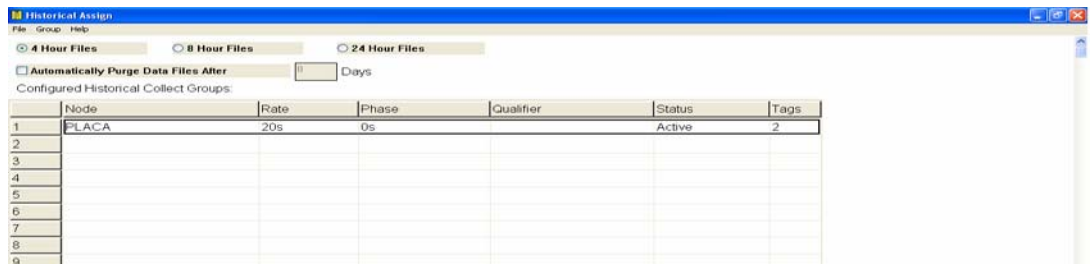 Historical Assign
File Group Help
4 Hour Files 8 Hour Files 24 Hour Files
Automatically Purge Data Files After Days
Configured Historical Collect Groups:
Node Rate Phase Qualifier Status Tags
1 PLACA 20s 0s Active 2
2
3
4
5
6
7
8
9